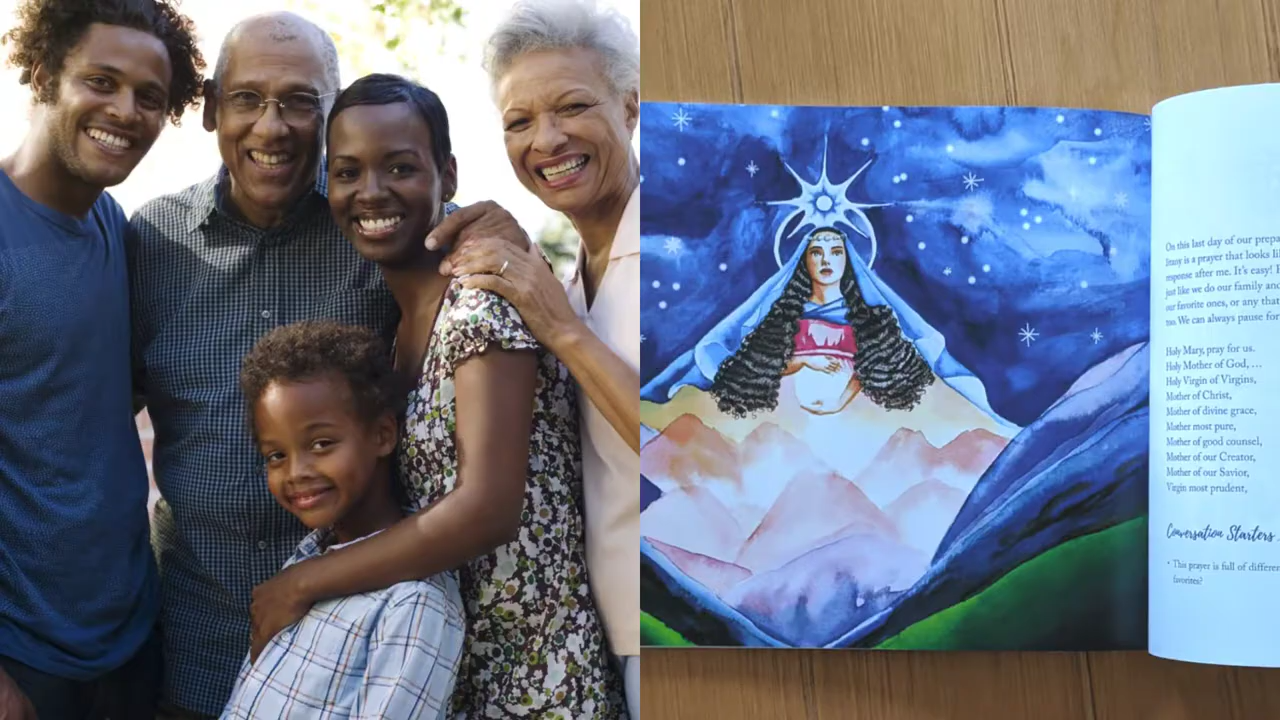 On this last day of our
litany is a prayer that looks
response after me. It's easy!
just like we do our family and
our favorite ones, or any that
too. We can always pause for
Holy Mary, pray for us.
Holy Mother of God, ...
Holy Virgin of Virgins,
Mother of Christ,
Mother of divine grace,
Mother most pure,
Mother of good counsel,
Mother of our Creator,
Mother of our Savior,
Virgin most prudent,
Conversation Starters
• This prayer is full of
favorites?